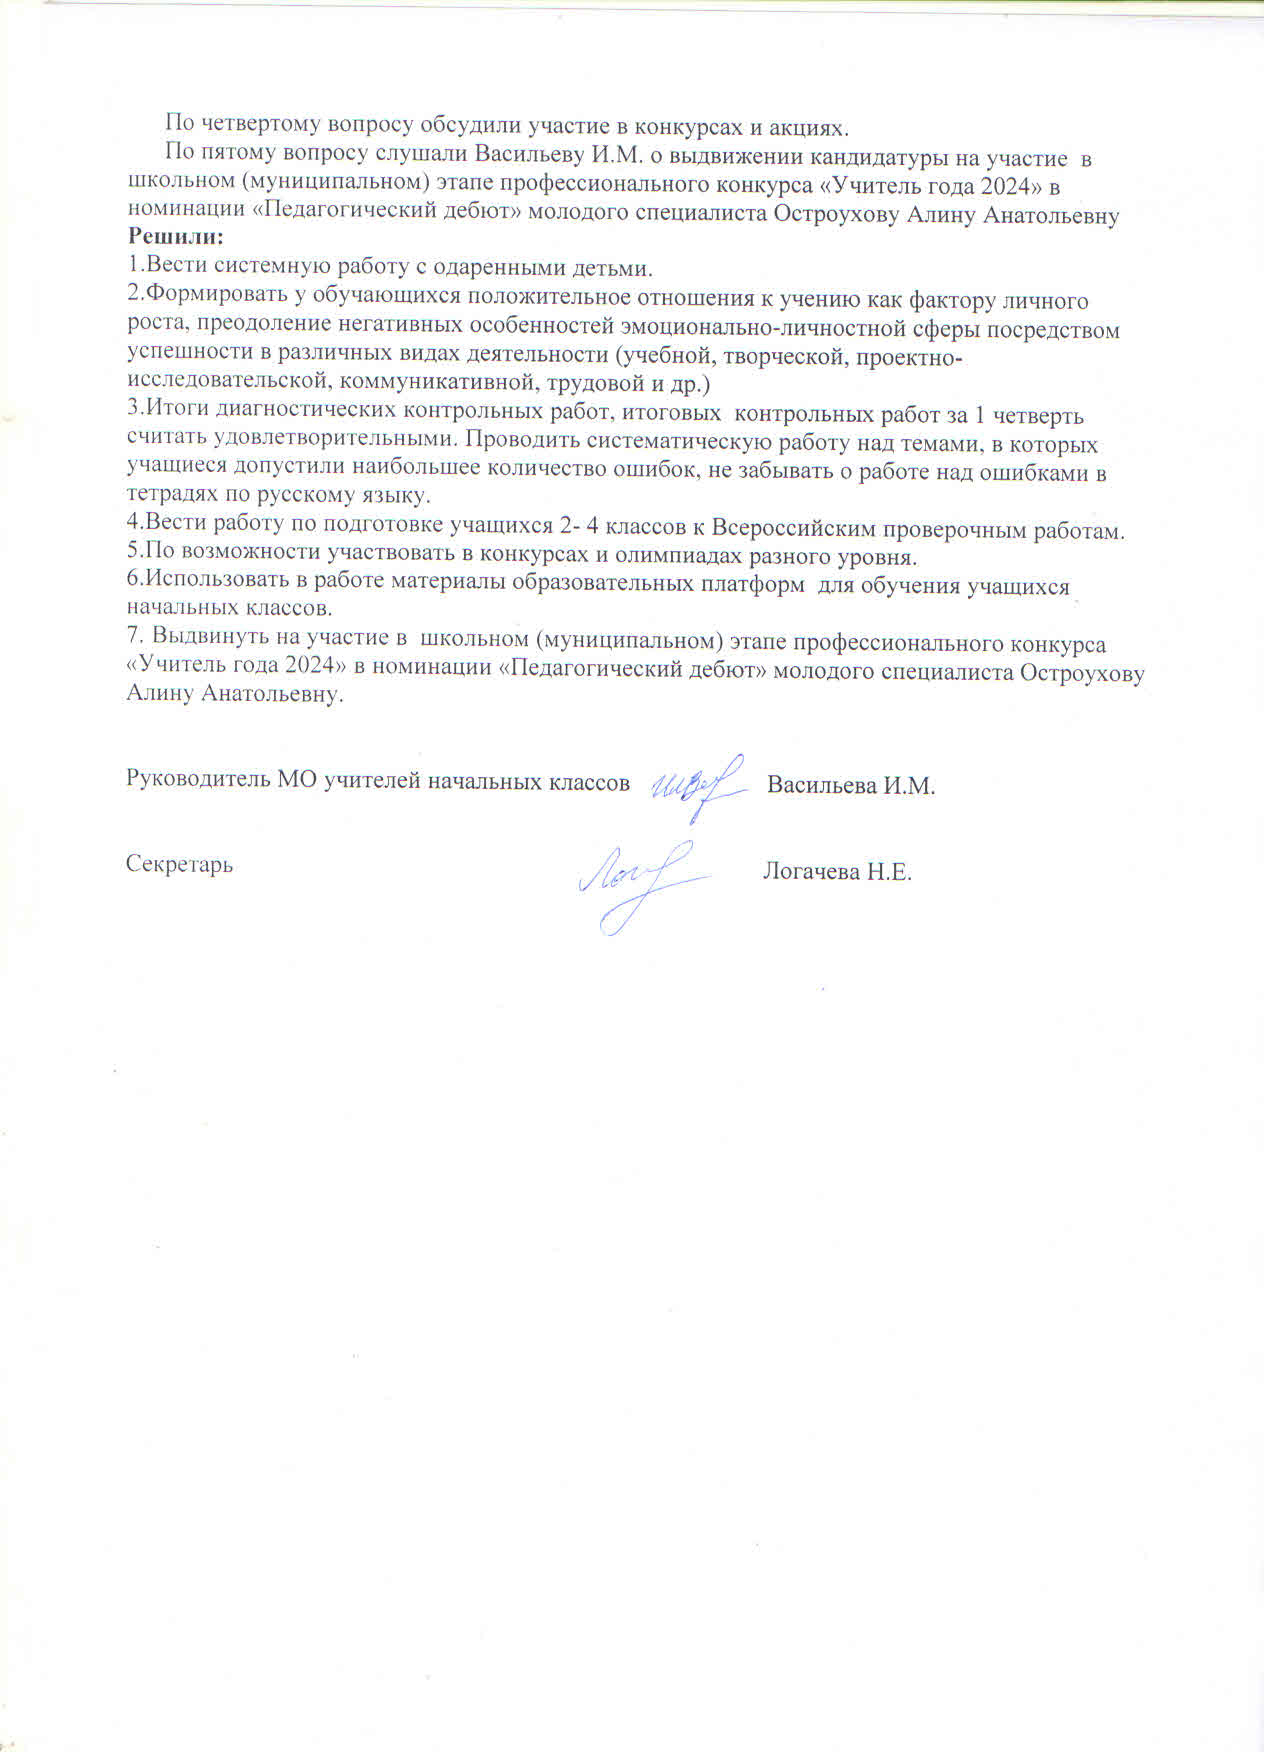 По четвертому вопросу обсудили участие в конкурсах и акциях.
По пятому вопросу слушали Васильеву И.М. о выдвижении кандидатуры на участие  в
школьном (муниципальном) этапе профессионального конкурса «Учитель года 2024» в
номинации «Педагогический дебют» молодого специалиста Остроухову Алину Анатольевну
Решили:
1.Вести системную работу с одаренными детьми.
2.Формировать у обучающихся положительное отношения к учению как фактору личного
роста, преодоление негативных особенностей эмоционально-личностной сферы посредством
успешности в различных видах деятельности (учебной, творческой, проектно-
исследовательской, коммуникативной, трудовой и др.)
3.Итоги диагностических контрольных работ, итоговых  контрольных работ за 1 четверть
считать удовлетворительными. Проводить систематическую работу над темами, в которых
учащиеся допустили наибольшее количество ошибок, не забывать о работе над ошибками в
тетрадях по русскому языку.
4.Вести работу по подготовке учащихся 2- 4 классов к Всероссийским проверочным работам.
5.По возможности участвовать в конкурсах и олимпиадах разного уровня.
6.Использовать в работе материалы образовательных платформ  для обучения учащихся
начальных классов.
7. Выдвинуть на участие в  школьном (муниципальном) этапе профессионального конкурса
«Учитель года 2024» в номинации «Педагогический дебют» молодого специалиста Остроухову
Алину Анатольевну.
Руководитель МО учителей начальных классов Васильева И.М.
Секретарь Логачева Н.Е.